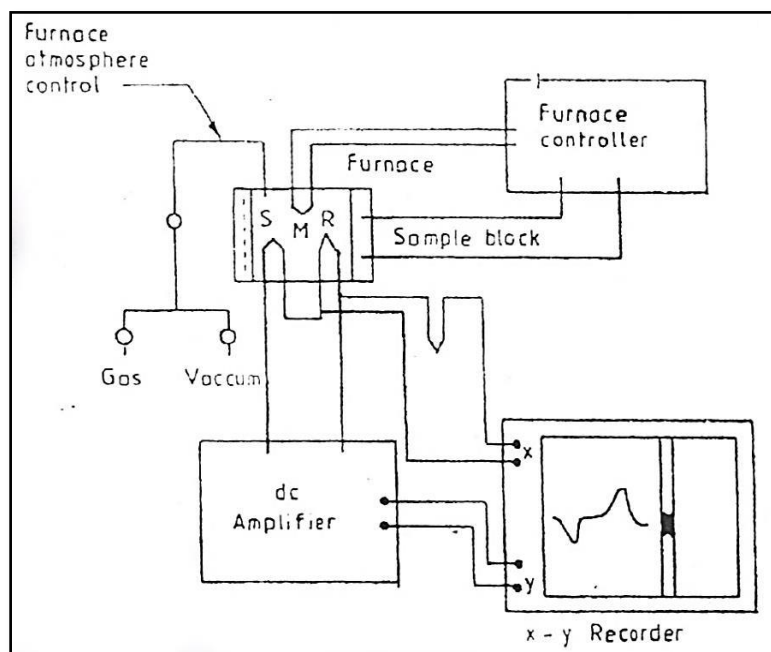 Furnace
atmosphere
control
Furnace
controller
Furnace
S
M
R
Sample block
Gas
Vaccum
dc
Amplifier
x
y
x - y Recorder